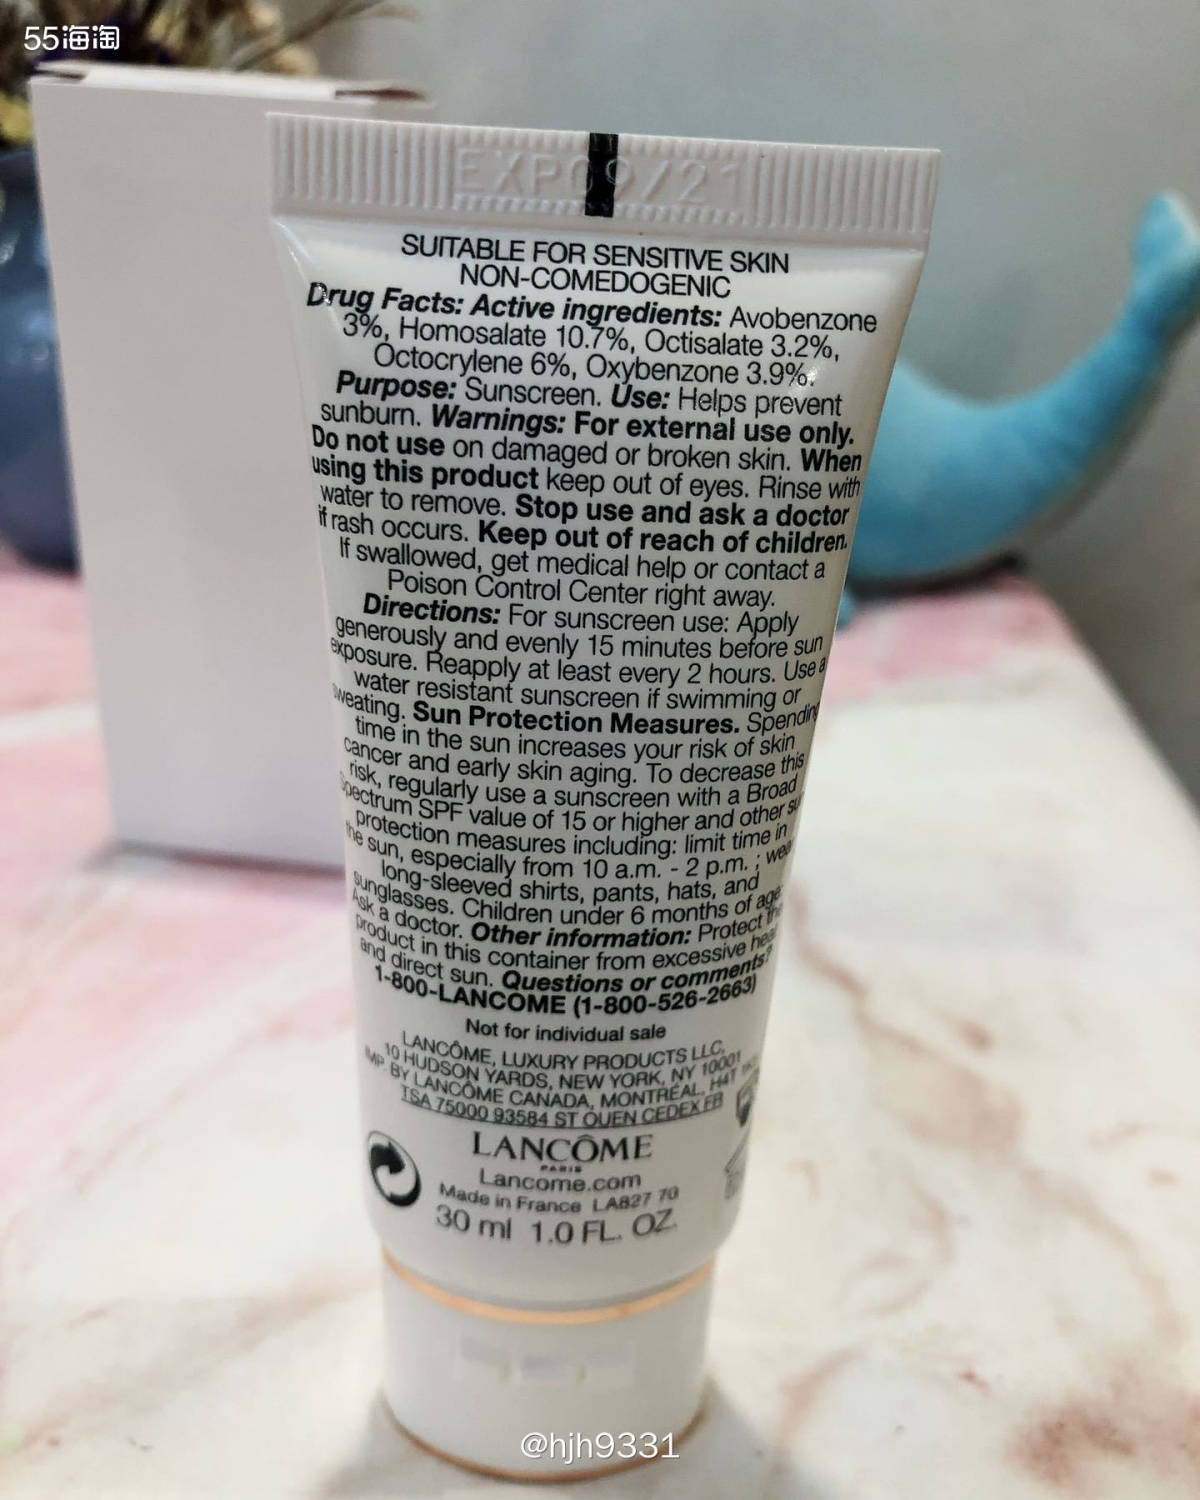 55海淘
EXP09/21
SUITABLE FOR SENSITIVE SKIN
NON-COMEDOGENIC
Drug Facts: Active ingredients: Avobenzone
3%, Homosalate 10.7%, Octisalate 3.2%,
Octocrylene 6%, Oxybenzone 3.9%.
Purpose: Sunscreen. Use: Helps prevent
sunburn. Warnings: For external use only.
Do not use on damaged or broken skin. When
using this product keep out of eyes. Rinse with
water to remove. Stop use and ask a doctor
if rash occurs. Keep out of reach of children.
If swallowed, get medical help or contact a
Poison Control Center right away.
Directions: For sunscreen use: Apply
generously and evenly 15 minutes before sun
exposure. Reapply at least every 2 hours. Use a
water resistant sunscreen if swimming or
sweating. Sun Protection Measures. Spending
time in the sun increases your risk of skin
cancer and early skin aging. To decrease this
risk, regularly use a sunscreen with a Broad
Spectrum SPF value of 15 or higher and other sun
protection measures including: limit time in
the sun, especially from 10 a.m. - 2 p.m. ; wear
long-sleeved shirts, pants, hats, and
sunglasses. Children under 6 months of age:
Ask a doctor. Other information: Protect the
product in this container from excessive heat
and direct sun. Questions or comments?
1-800-LANCOME (1-800-526-2663)
Not for individual sale
LANCÔME, LUXURY PRODUCTS LLC,
10 HUDSON YARDS, NEW YORK, NY 10001
IMP. BY LANCÔME CANADA, MONTRÉAL, H4T
TSA 75000 93584 ST OUEN CEDEX FR
LANCÔME
PARIS
Lancome.com
Made in France LA827 70
30 ml 1.0 FL. OZ.
@hjh9331